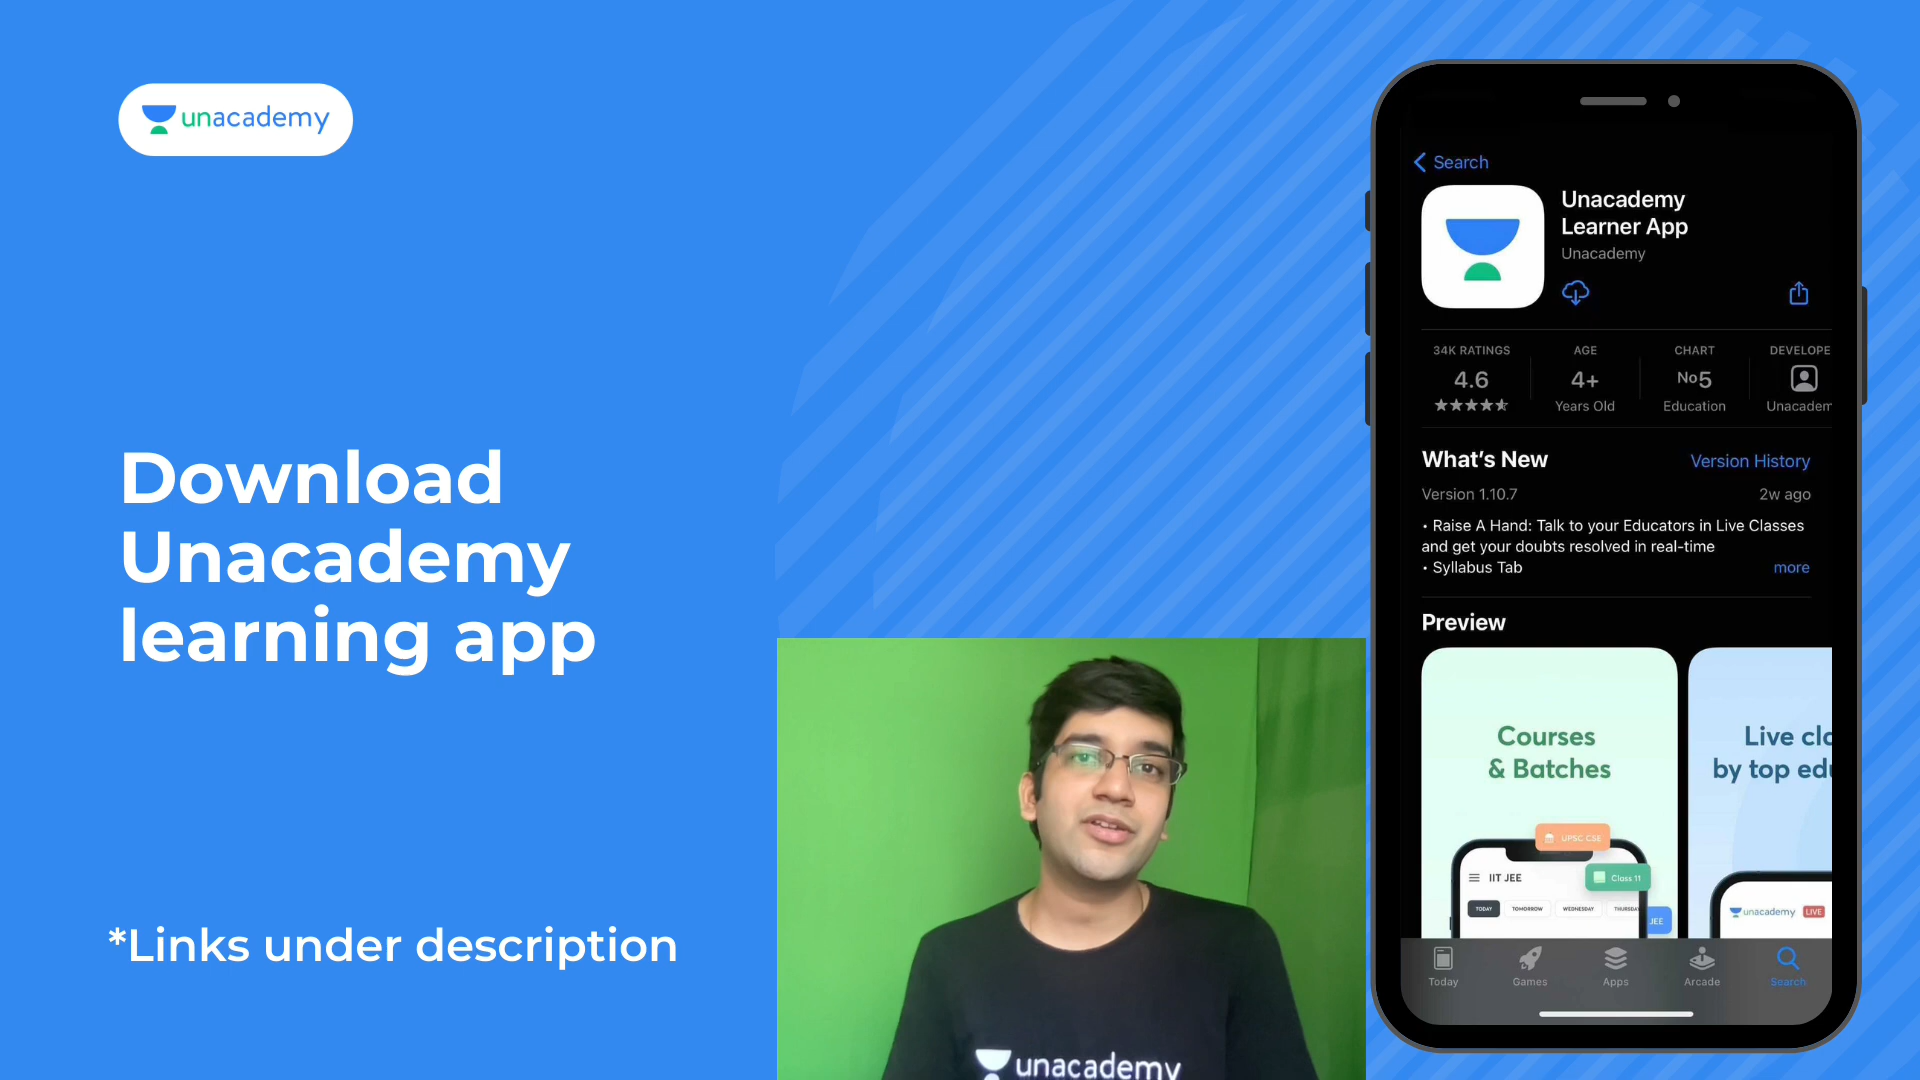 unacademy
Download
Unacademy
learning app
*Links under description
unacademy
Search
Unacademy
Learner App
Unacademy
34K RATINGS
4.6
AGE
4+
Years Old
CHART
No5
Education
DEVELOPE
Unacadem
What's New
Version History
Version 1.10.7
2w ago
• Raise A Hand: Talk to your Educators in Live Classes
and get your doubts resolved in real-time
• Syllabus Tab
more
Preview
Courses
& Batches
UPSC CSE
IIT JEE
Class 11
TODAY
TOMORROW
WEDNESDAY
THURSDAY
JEE
Live cla
by top edu
unacademy
LIVE
Today
Games
Apps
Arcade
Search